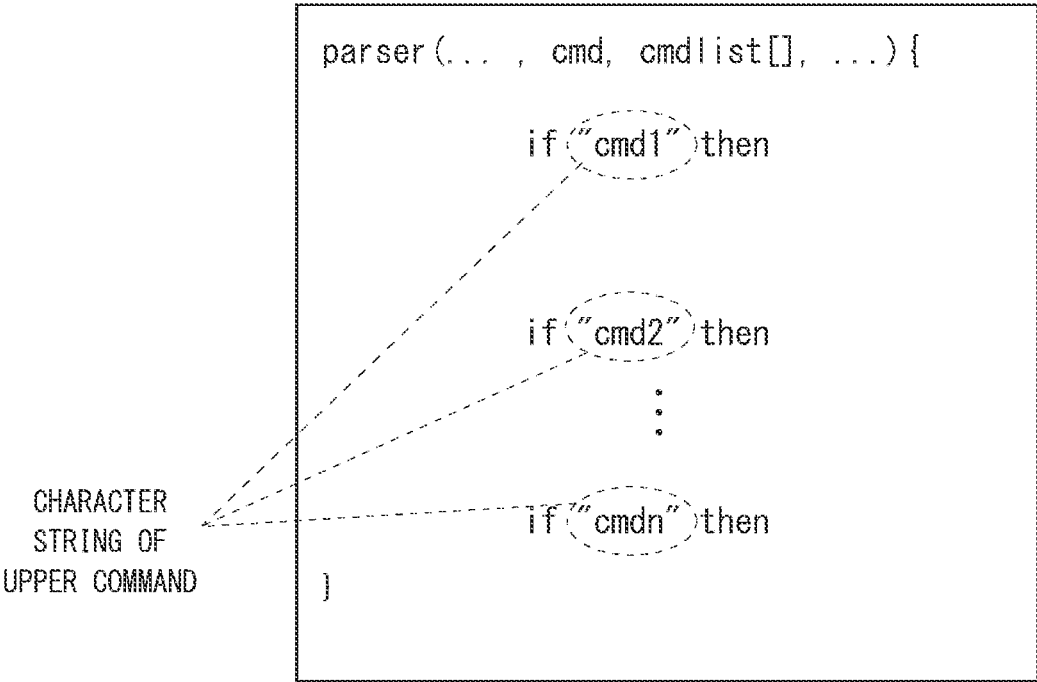 parser(... , cmd, cmdlist[], ...){
if "cmd1" then
if "cmd2" then
if "cmdn" then
}
CHARACTER
STRING OF
UPPER COMMAND